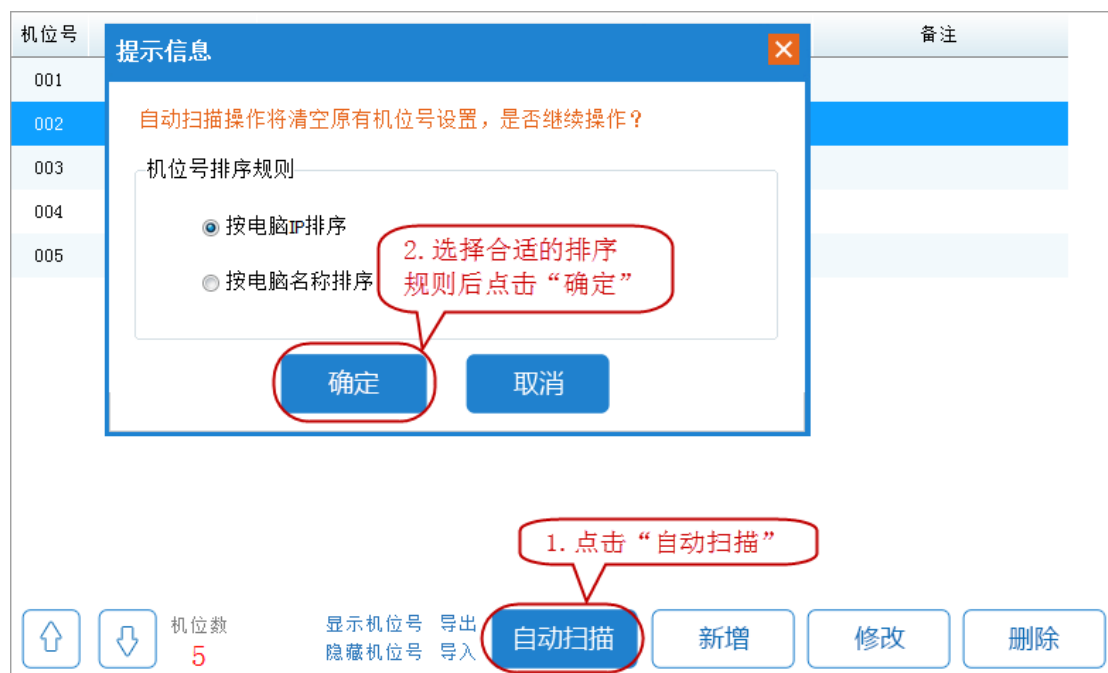 机位号
备注
提示信息
001
自动扫描操作将清空原有机位号设置，是否继续操作？
002
003
机位号排序规则
004
按电脑IP排序
005
按电脑名称排序
2. 选择合适的排序
规则后点击“确定”
确定
取消
1. 点击“自动扫描”
机位数
5
显示机位号 导出
隐藏机位号 导入
自动扫描
新增
修改
删除